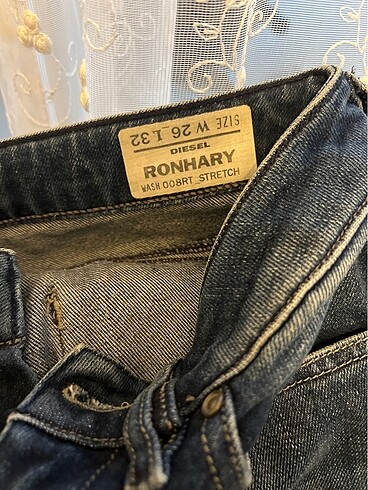 SIZE W 26 L 32
DIESEL
RONHARY
WASH 008RT STRETCH